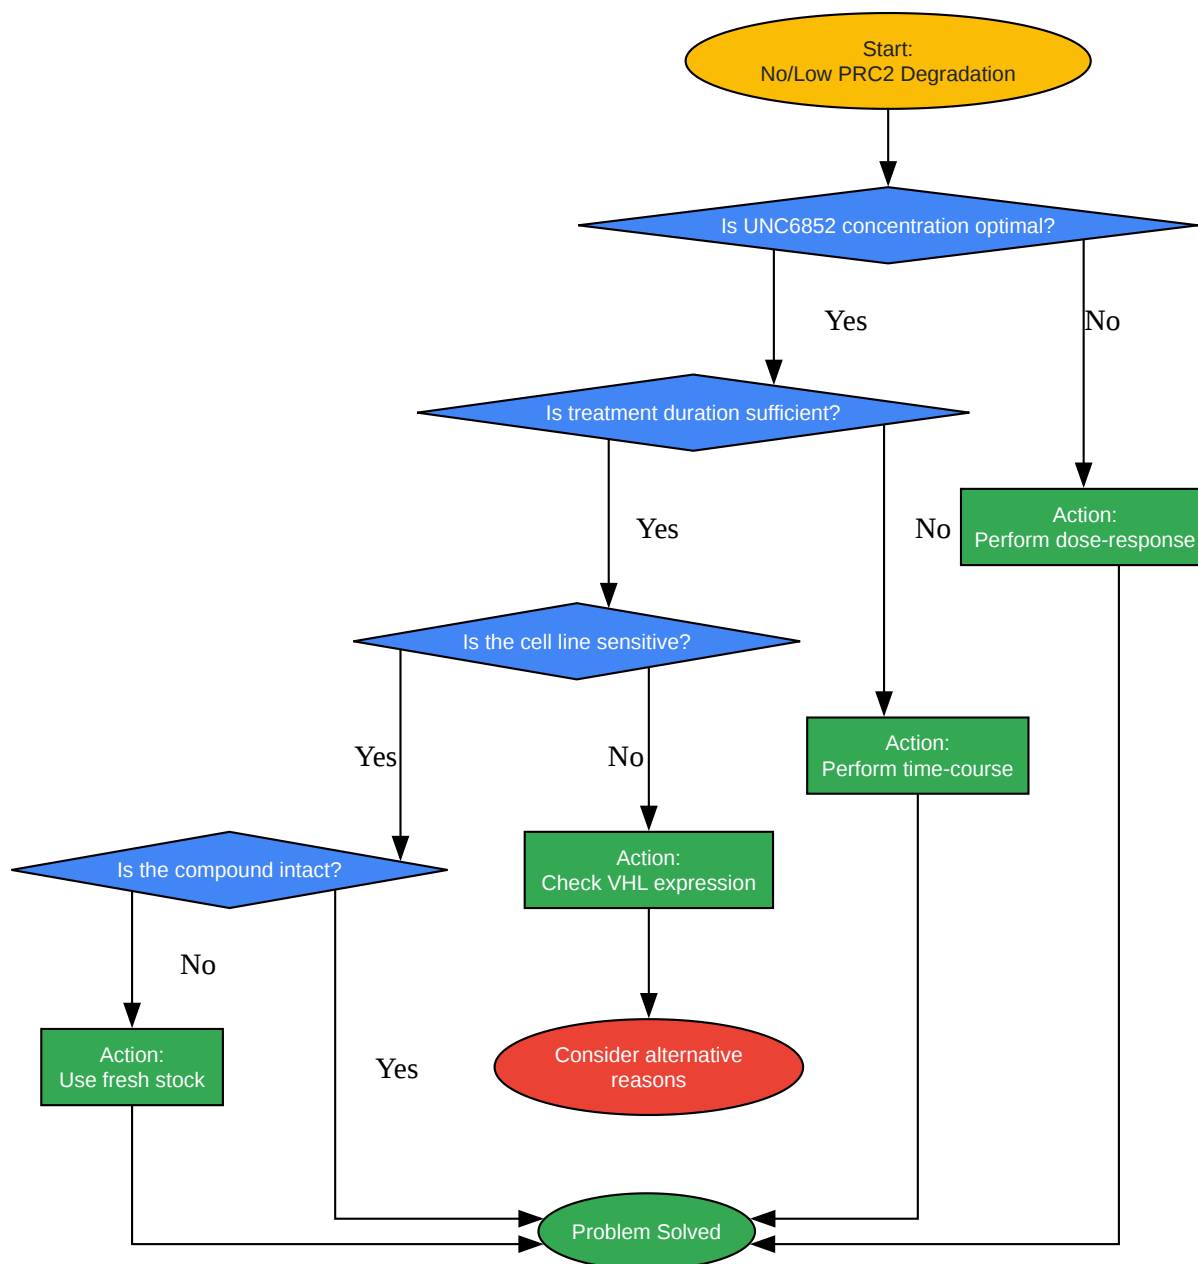 Start:
No/Low PRC2 Degradation
Is UNC6852 concentration optimal?
Yes
No
Is treatment duration sufficient?
Yes
No
Action:
Perform dose-response
Is the cell line sensitive?
Yes
No
Action:
Perform time-course
Is the compound intact?
Action:
Check VHL expression
No
Action:
Use fresh stock
Yes
Consider alternative
reasons
Problem Solved